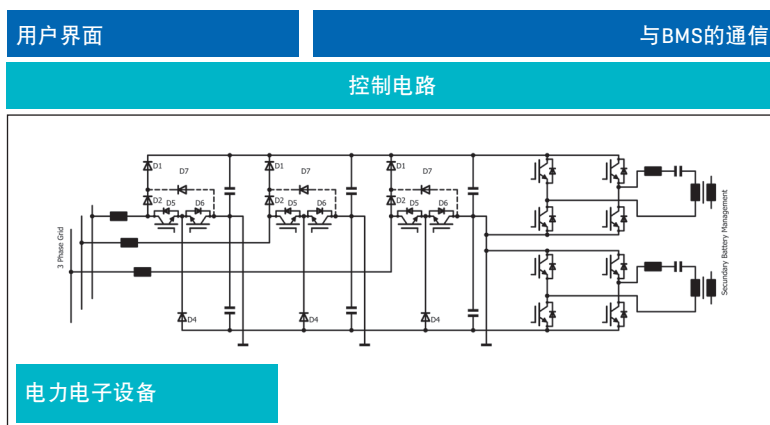 用户界面
与BMS的通信
控制电路
D1
D7
D2
D5
D6
D4
D1
D7
D2
D5
D6
D4
D1
D7
D2
D5
D6
D4
3 Phase Grid
Secundary Battery Management
电力电子设备